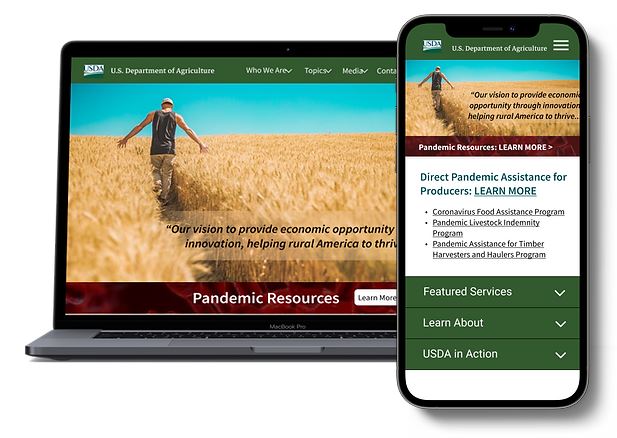 USDA
U.S. Department of Agriculture
Who We Are
Topics
Media
Conta
"Our vision to provide economic opportunity
innovation, helping rural America to thriv
Pandemic Resources
Learn More
MacBook Pro
USDA
U.S. Department of Agriculture
"Our vision to provide economic
opportunity through innovation
helping rural America to thrive..
Pandemic Resources: LEARN MORE >
Direct Pandemic Assistance for
Producers: LEARN MORE
• Coronavirus Food Assistance Program
• Pandemic Livestock Indemnity
Program
• Pandemic Assistance for Timber
Harvesters and Haulers Program
Featured Services
Learn About
USDA in Action